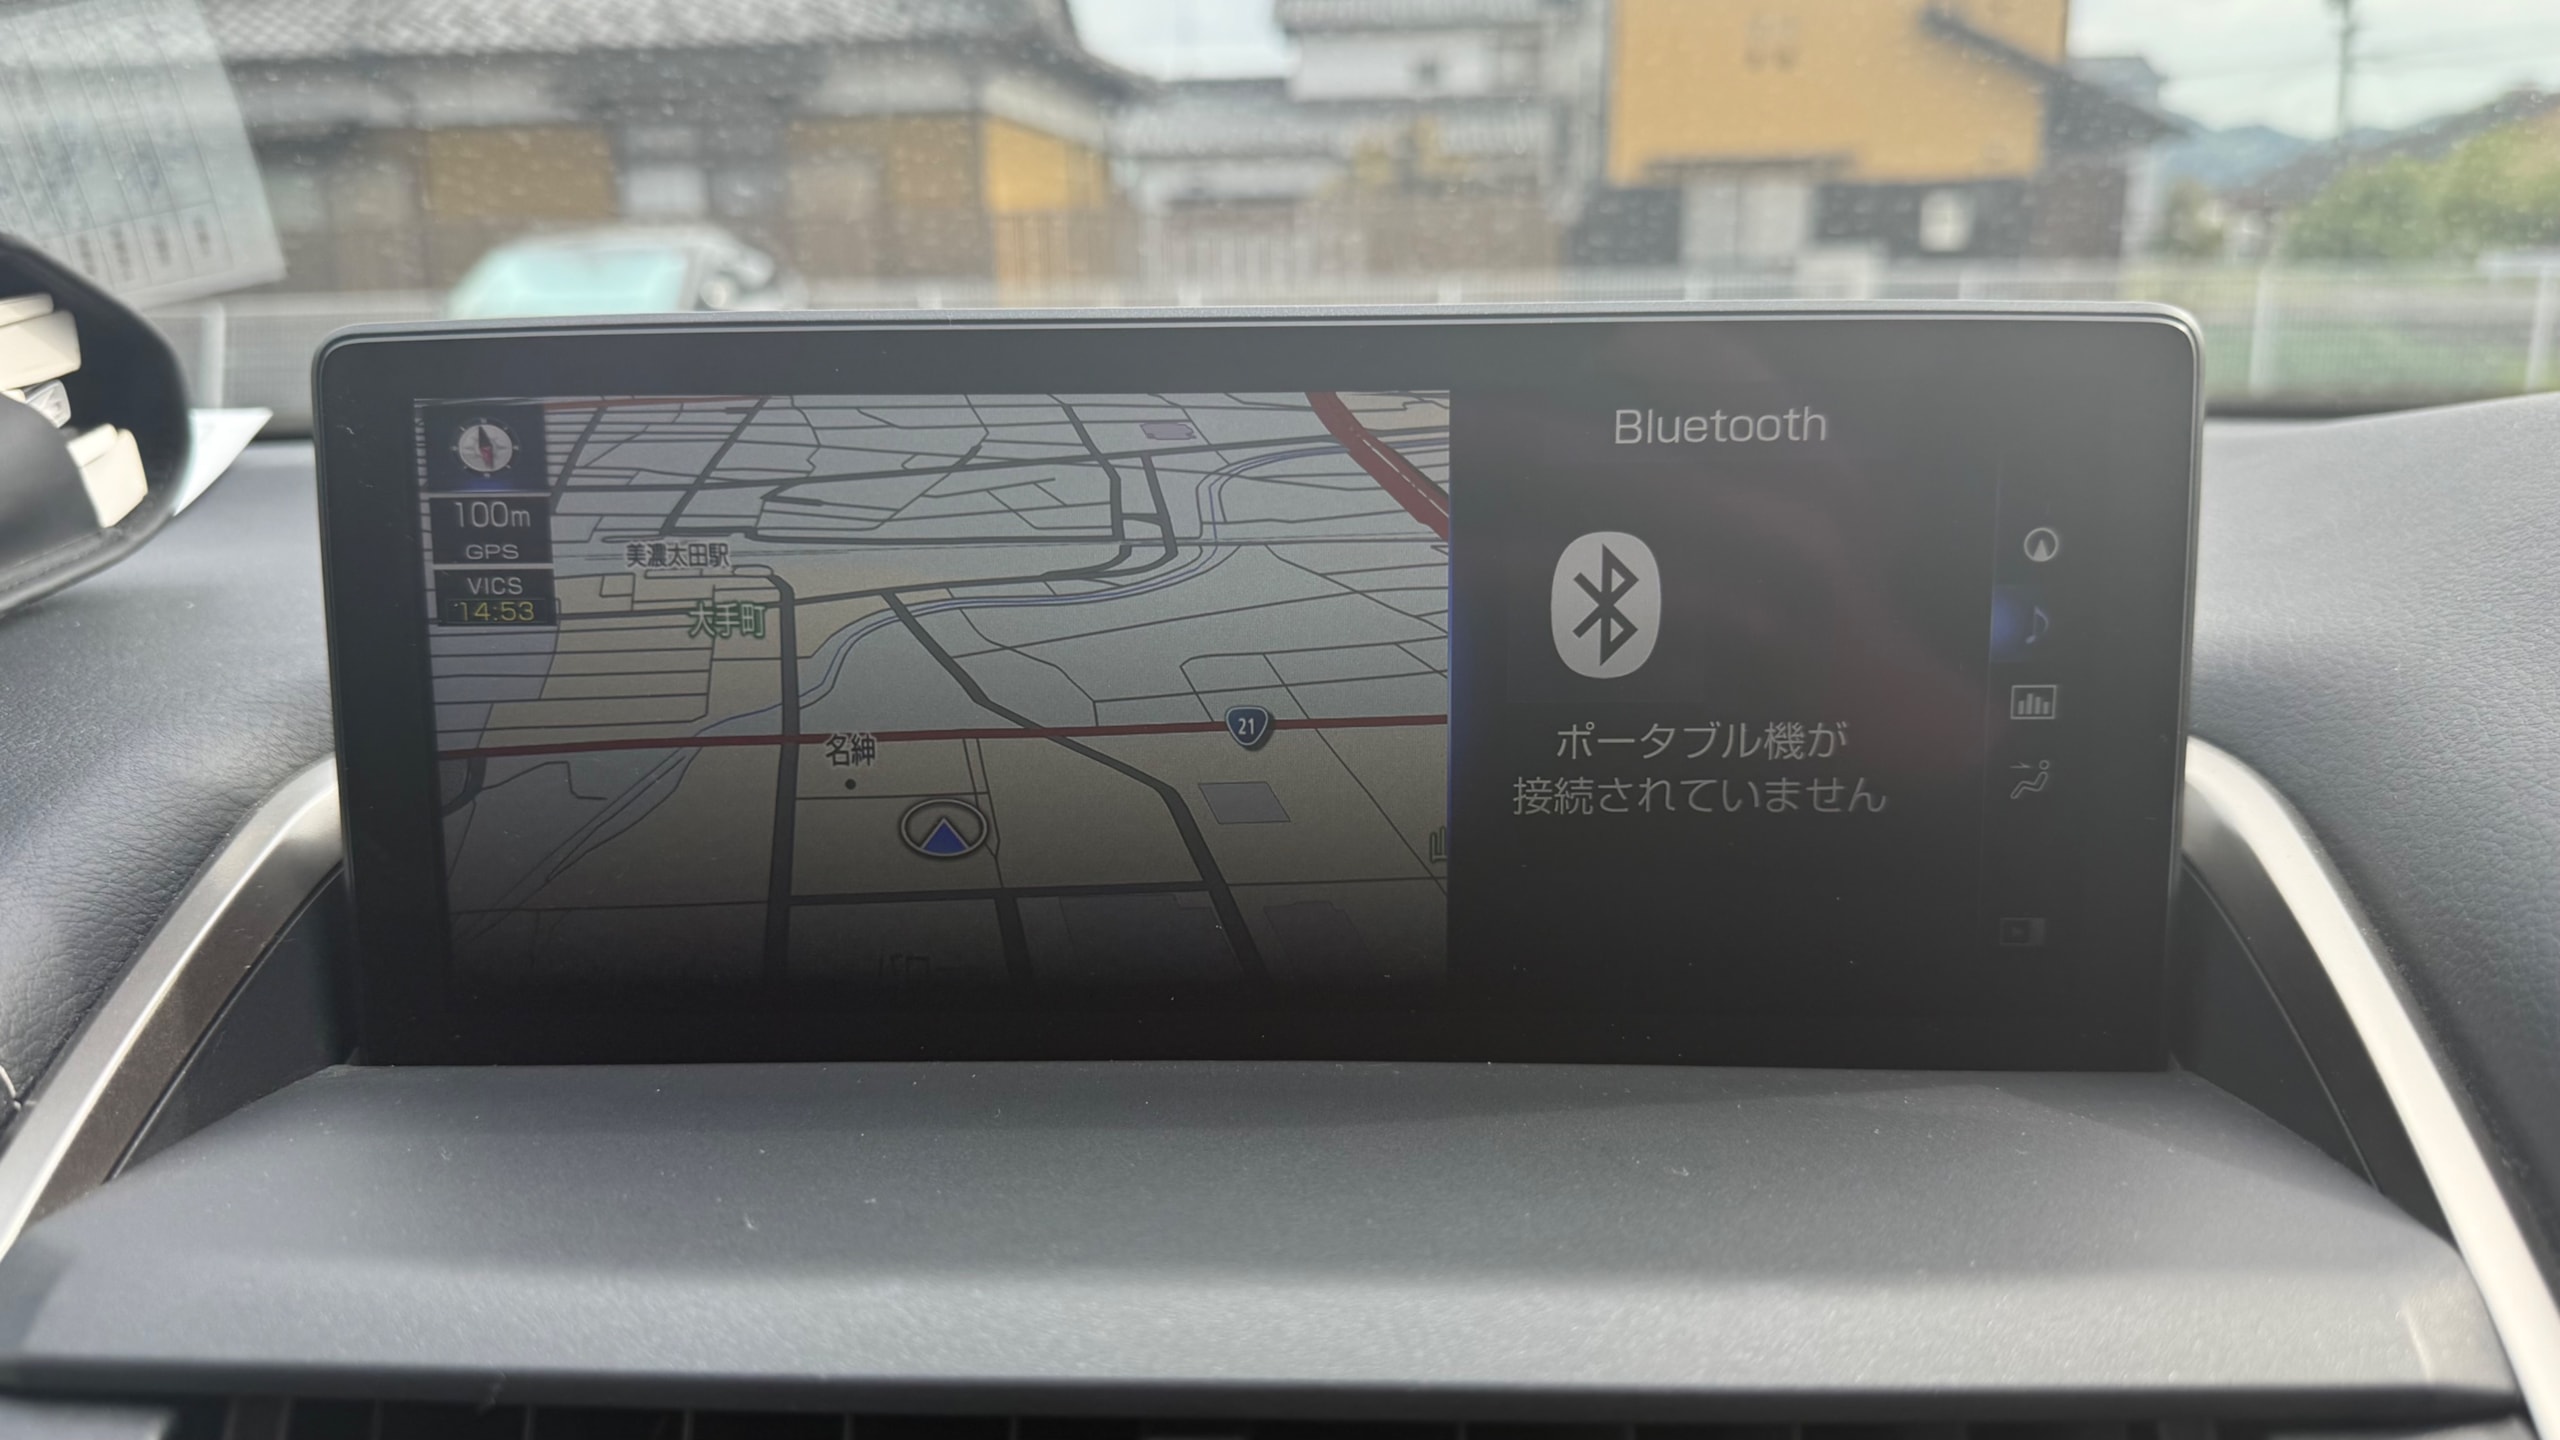 100m
GPS
VICS
14:53
美濃太田駅
大手町
名紳
21
Bluetooth
ポータブル機が
接続されていません